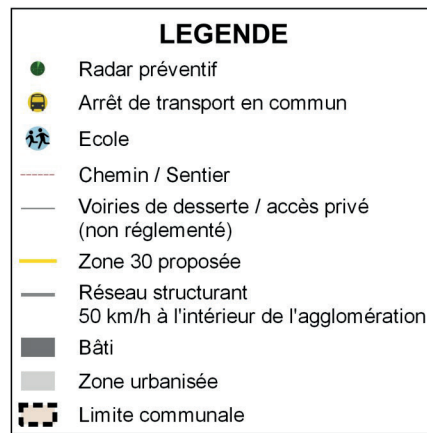 LEGENDE
Radar préventif
Arrêt de transport en commun
Ecole
Chemin / Sentier
Voiries de desserte / accès privé
(non réglementé)
Zone 30 proposée
Réseau structurant
50 km/h à l'intérieur de l'agglomération
Bâti
Zone urbanisée
Limite communale